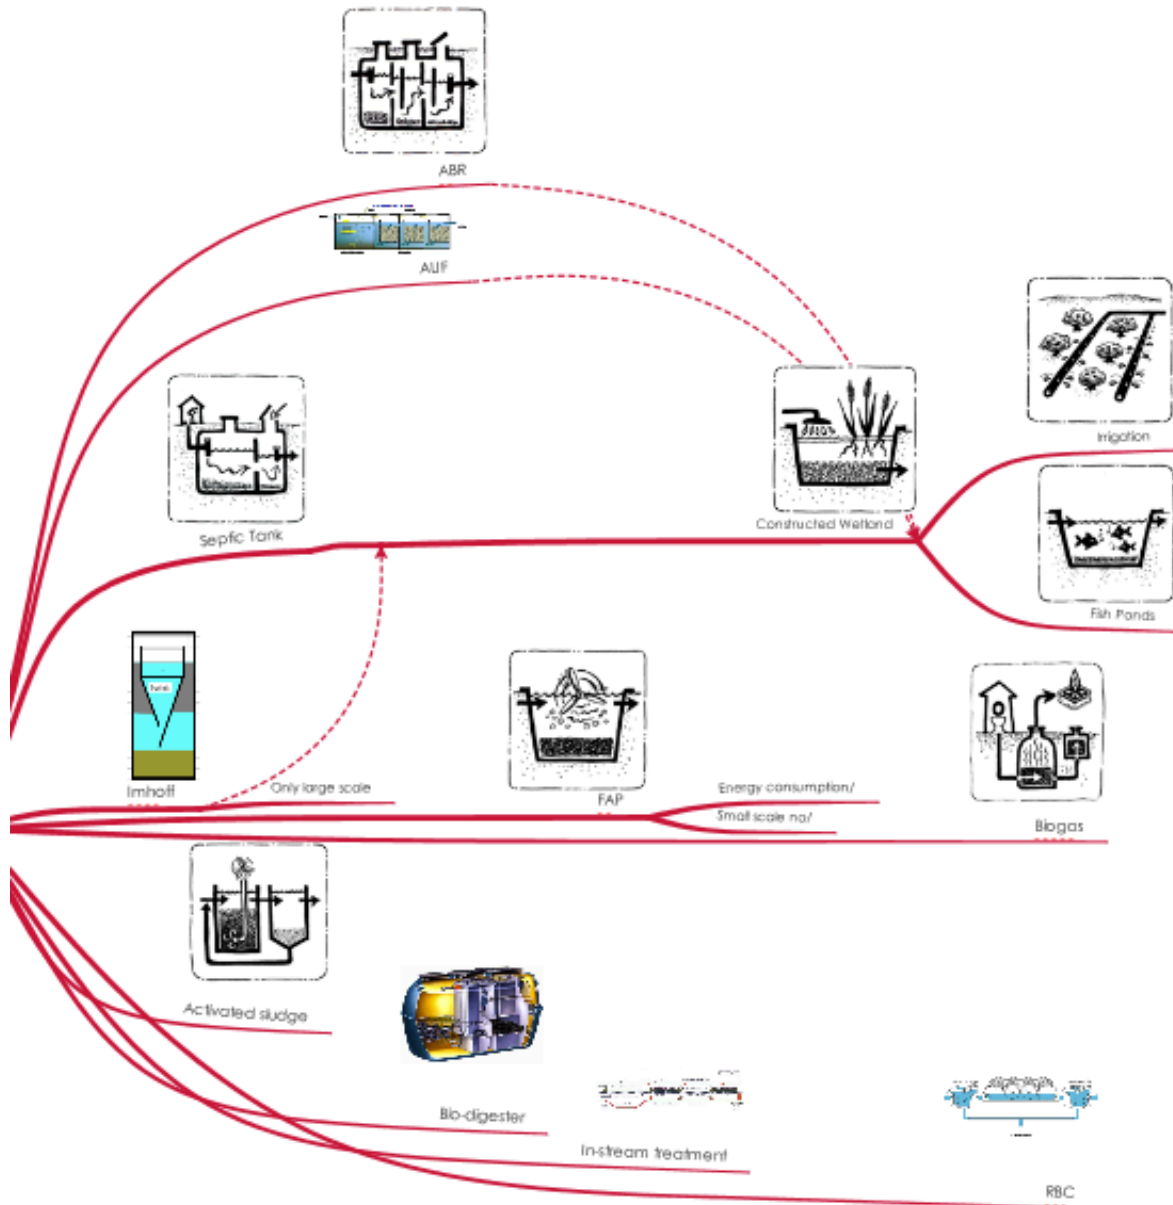 ABR
AUF
Irrigation
Septic Tank
Constructed Wetland
Fish Ponds
Imhoff
Only large scale
FAP
Energy consumption/
Small scale no/
Biogas
Activated sludge
Bio-digester
In-stream treatment
RBC